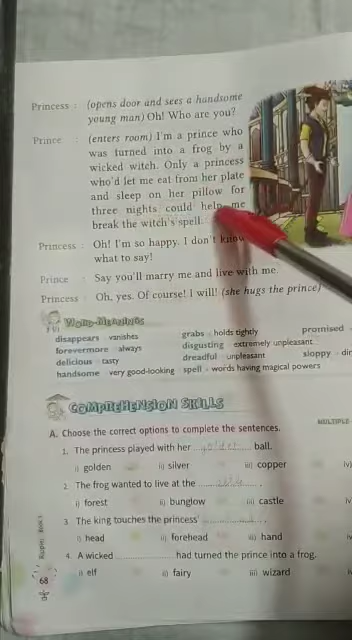 Princess : (opens door and sees a handsome
young man) Oh! Who are you?
Prince : (enters room) I'm a prince who
was turned into a frog by a
wicked witch. Only a princess
who'd let me eat from her plate
and sleep on her pillow for
three nights could help me
break the witch's spell.
Princess : Oh! I'm so happy. I don't know
what to say!
Prince : Say you'll marry me and live with me.
Princess : Oh, yes. Of course! I will! (she hugs the prince)
WORD-MEANINGS
disappears vanishes grabs holds tightly promised
forevermore always disgusting extremely unpleasant
delicious tasty dreadful unpleasant sloppy
handsome very good-looking spell words having magical powers
COMPREHENSION SKILLS
MULTIPLE
A. Choose the correct options to complete the sentences.
1. The princess played with her golden ball.
i) golden ii) silver iii) copper iv)
2. The frog wanted to live at the .
i) forest ii) bunglow iii) castle iv
3. The king touches the princess' .
i) head ii) forehead iii) hand iv
4. A wicked had turned the prince into a frog.
i) elf ii) fairy iii) wizard iv
68